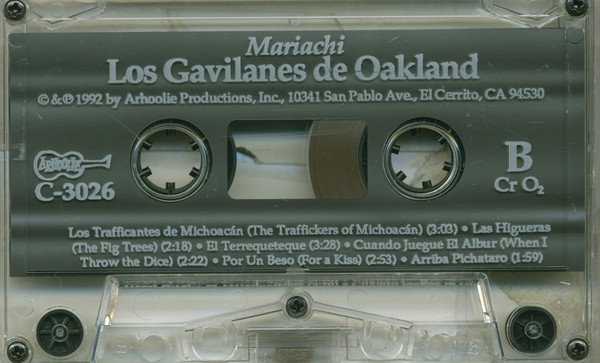 Mariachi
Los Gavilanes de Oakland
© & ℗ 1992 by Arhoolie Productions, Inc., 10341 San Pablo Ave., El Cerrito, CA 94530
ARHOOLIE
C-3026
B
Cr O₂
Los Trafficantes de Michoacán (The Traffickers of Michoacán) (3:03) • Las Higueras
(The Fig Trees) (2:18) • El Terrequeteque (3:28) • Cuando Juegue El Albur (When I
Throw the Dice) (2:22) • Por Un Beso (For a Kiss) (2:53) • Arriba Pichataro (1:59)